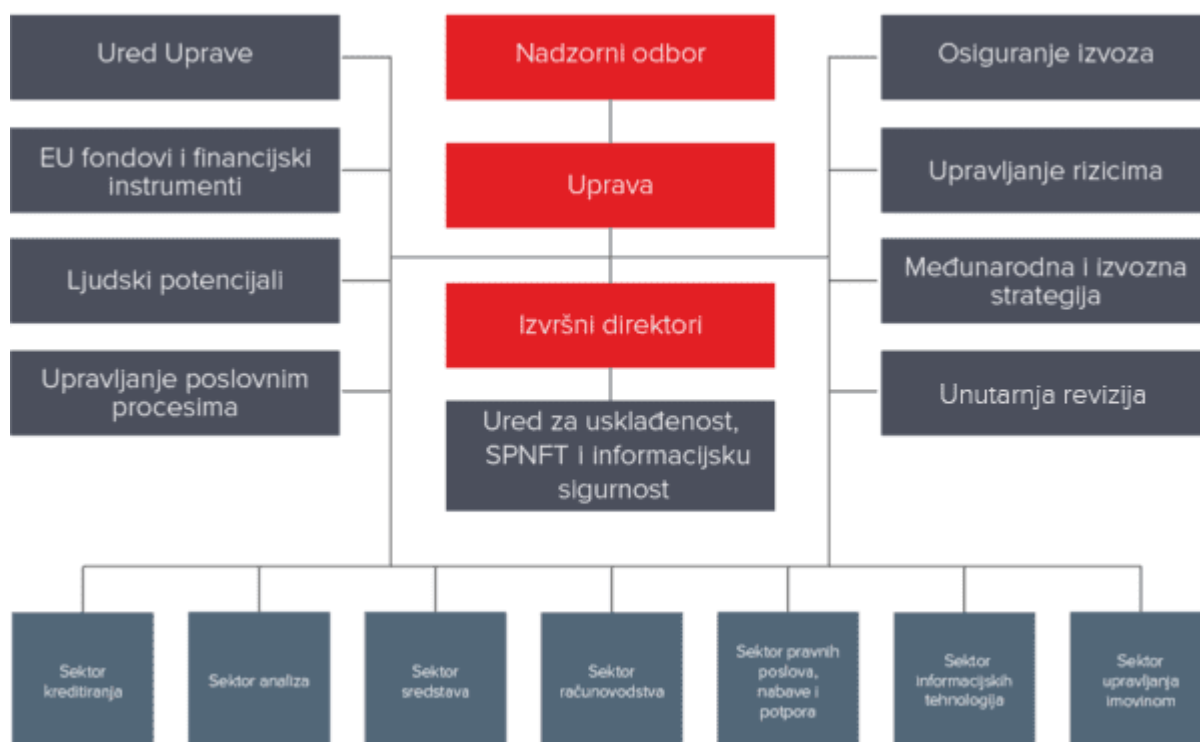 Ured Uprave
Nadzorni odbor
Osiguranje izvoza
EU fondovi i financijski
instrumenti
Uprava
Upravljanje rizicima
Ljudski potencijali
Izvršni direktori
Međunarodna i izvozna
strategija
Upravljanje poslovnim
procesima
Ured za usklađenost,
SPNFT i informacijsku
sigurnost
Unutarnja revizija
Sektor
kreditiranja
Sektor analiza
Sektor
sredstava
Sektor
računovodstva
Sektor pravnih
poslova,
nabave i
potpora
Sektor
informacijskih
tehnologija
Sektor
upravljanja
imovinom